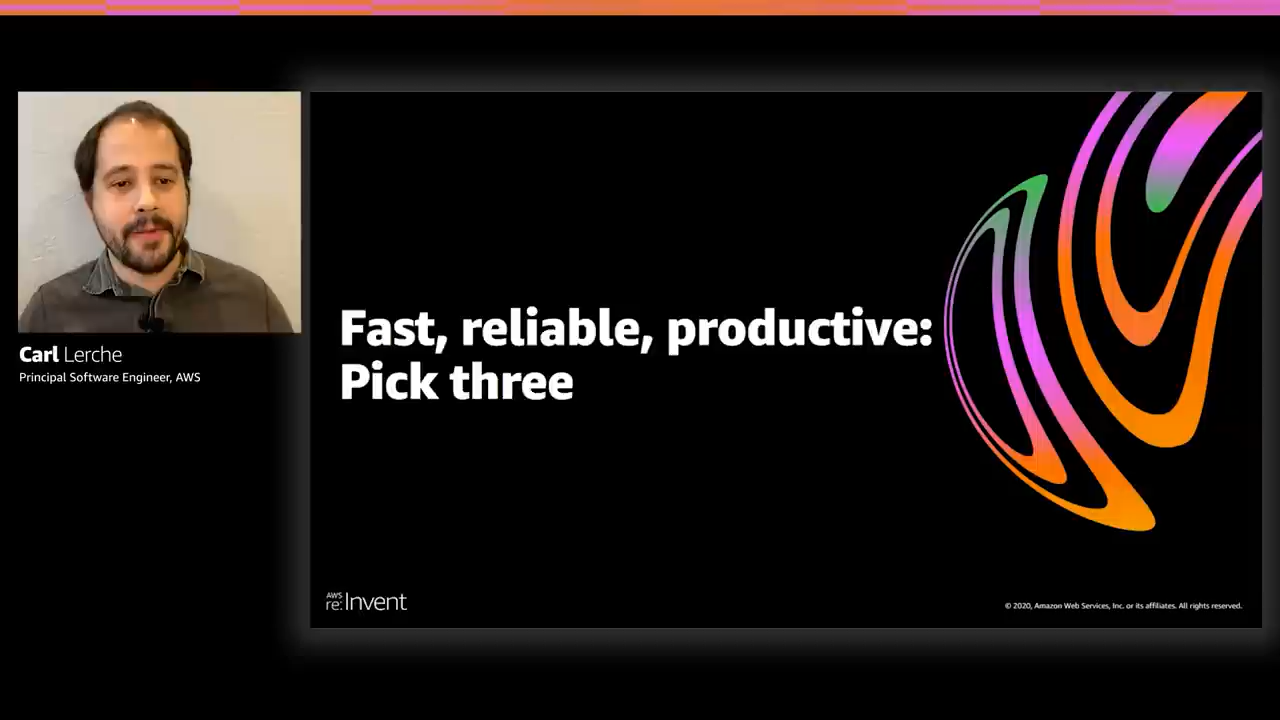 Carl Lerche
Principal Software Engineer, AWS
Fast, reliable, productive:
Pick three
AWS
re:Invent
© 2020, Amazon Web Services, Inc. or its affiliates. All rights reserved.